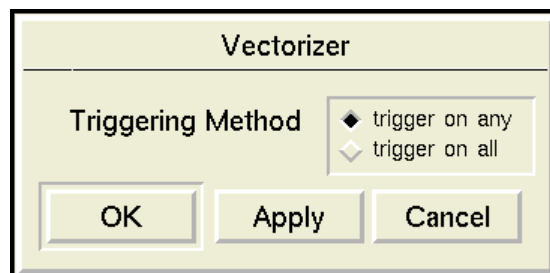 Vectorizer
Triggering Method
trigger on any
trigger on all
OK Apply Cancel